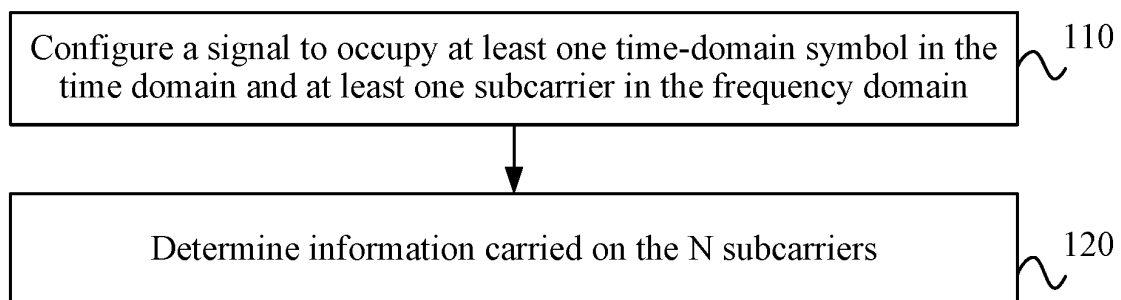 Configure a signal to occupy at least one time-domain symbol in the
time domain and at least one subcarrier in the frequency domain
110
Determine information carried on the N subcarriers
120